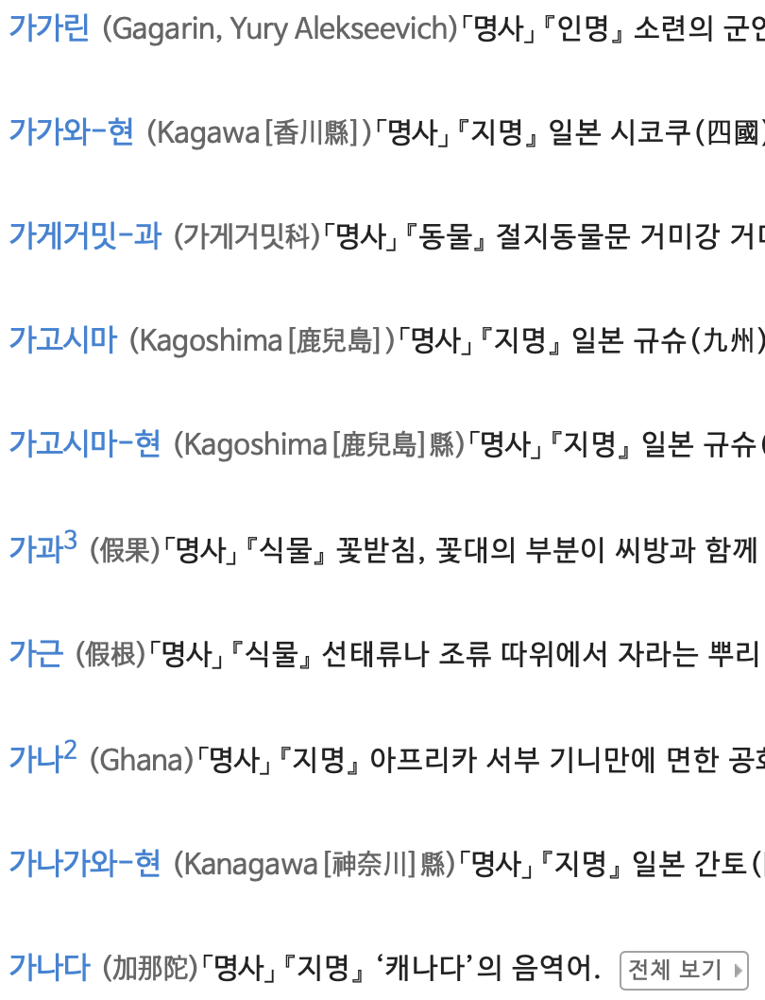 가가린 (Gagarin, Yury Alekseevich)「명사」『인명』 소련의 군인
가가와-현 (Kagawa[香川縣])「명사」『지명』 일본 시코쿠(四國)
가게거밋-과 (가게거밋科)「명사」『동물』 절지동물문 거미강 거미
가고시마 (Kagoshima[鹿兒島])「명사」『지명』 일본 규슈(九州)
가고시마-현 (Kagoshima[鹿兒島]縣)「명사」『지명』 일본 규슈(
가과3 (假果)「명사」『식물』 꽃받침, 꽃대의 부분이 씨방과 함께
가근 (假根)「명사」『식물』 선태류나 조류 따위에서 자라는 뿌리
가나2 (Ghana)「명사」『지명』 아프리카 서부 기니만에 면한 공화
가나가와-현 (Kanagawa[神奈川]縣)「명사」『지명』 일본 간토(
가나다 (加那陀)「명사」『지명』 ‘캐나다’의 음역어. 전체 보기